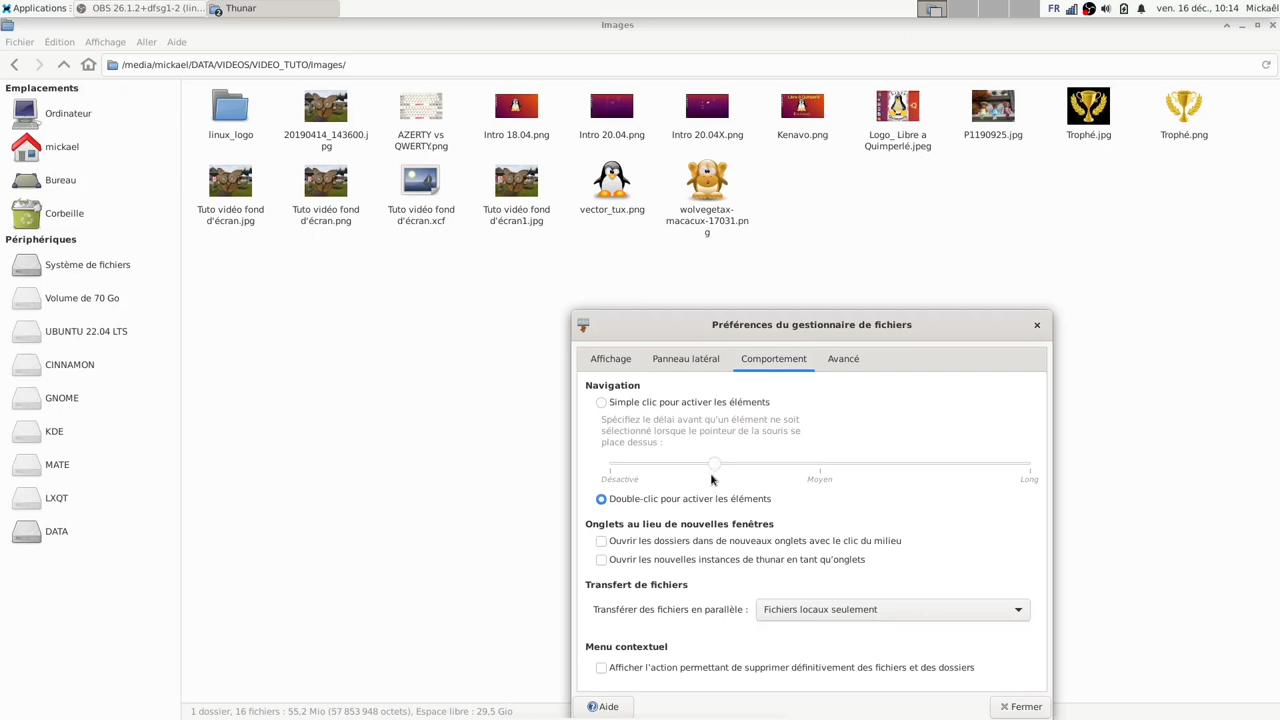 Applications
OBS 26.1.2+dfsg1-2 (lin...
2
Thunar
FR
ven. 16 déc., 10:14
Mickaël
Images
Fichier
Édition
Affichage
Aller
Aide
/media/mickael/DATA/VIDEOS/VIDEO_TUTO/Images/
Emplacements
Ordinateur
mickael
Bureau
Corbeille
Périphériques
Système de fichiers
Volume de 70 Go
UBUNTU 22.04 LTS
CINNAMON
GNOME
KDE
MATE
LXQT
DATA
linux_logo
20190414_143600.j
pg
AZERTY vs
QWERTY.png
Intro 18.04.png
Intro 20.04.png
Intro 20.04X.png
Kenavo.png
Logo_ Libre a
Quimperlé.jpeg
P1190925.jpg
Trophé.jpg
Trophé.png
Tuto vidéo fond
d'écran.jpg
Tuto vidéo fond
d'écran.png
Tuto vidéo fond
d'écran.xcf
Tuto vidéo fond
d'écran1.jpg
vector_tux.png
wolvegetax-
macacux-17031.pn
g
Préférences du gestionnaire de fichiers
Affichage
Panneau latéral
Comportement
Avancé
Navigation
Simple clic pour activer les éléments
Spécifiez le délai avant qu'un élément ne soit
sélectionné lorsque le pointeur de la souris se
place dessus :
Désactivé
Moyen
Long
Double-clic pour activer les éléments
Onglets au lieu de nouvelles fenêtres
Ouvrir les dossiers dans de nouveaux onglets avec le clic du milieu
Ouvrir les nouvelles instances de thunar en tant qu'onglets
Transfert de fichiers
Transférer des fichiers en parallèle :
Fichiers locaux seulement
Menu contextuel
Afficher l'action permettant de supprimer définitivement des fichiers et des dossiers
Aide
Fermer
1 dossier, 16 fichiers : 55,2 Mio (57 853 948 octets), Espace libre : 29,5 Gio